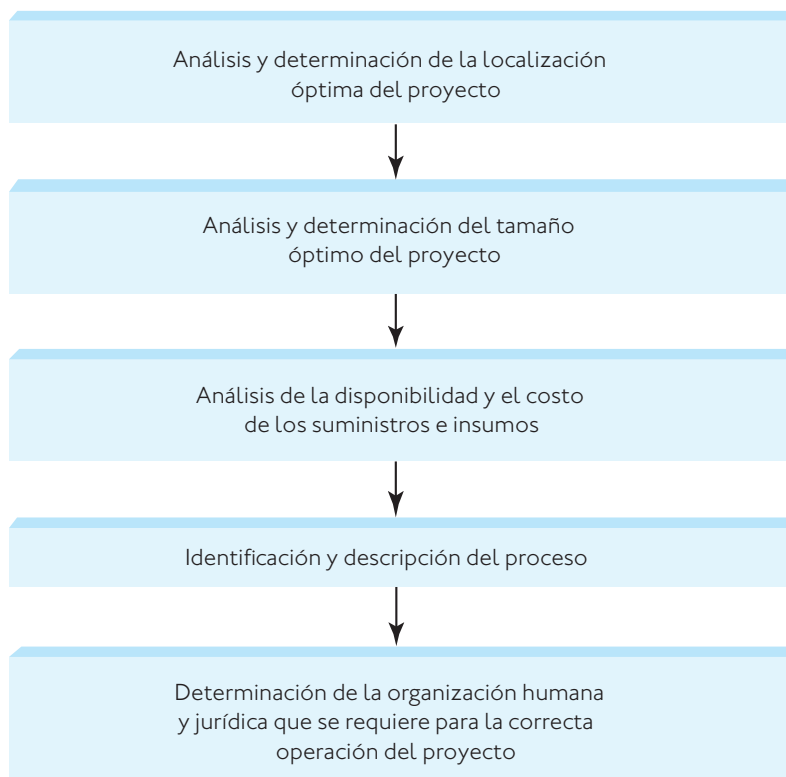 Análisis y determinación de la localización
óptima del proyecto
Análisis y determinación del tamaño
óptimo del proyecto
Análisis de la disponibilidad y el costo
de los suministros e insumos
Identificación y descripción del proceso
Determinación de la organización humana
y jurídica que se requiere para la correcta
operación del proyecto